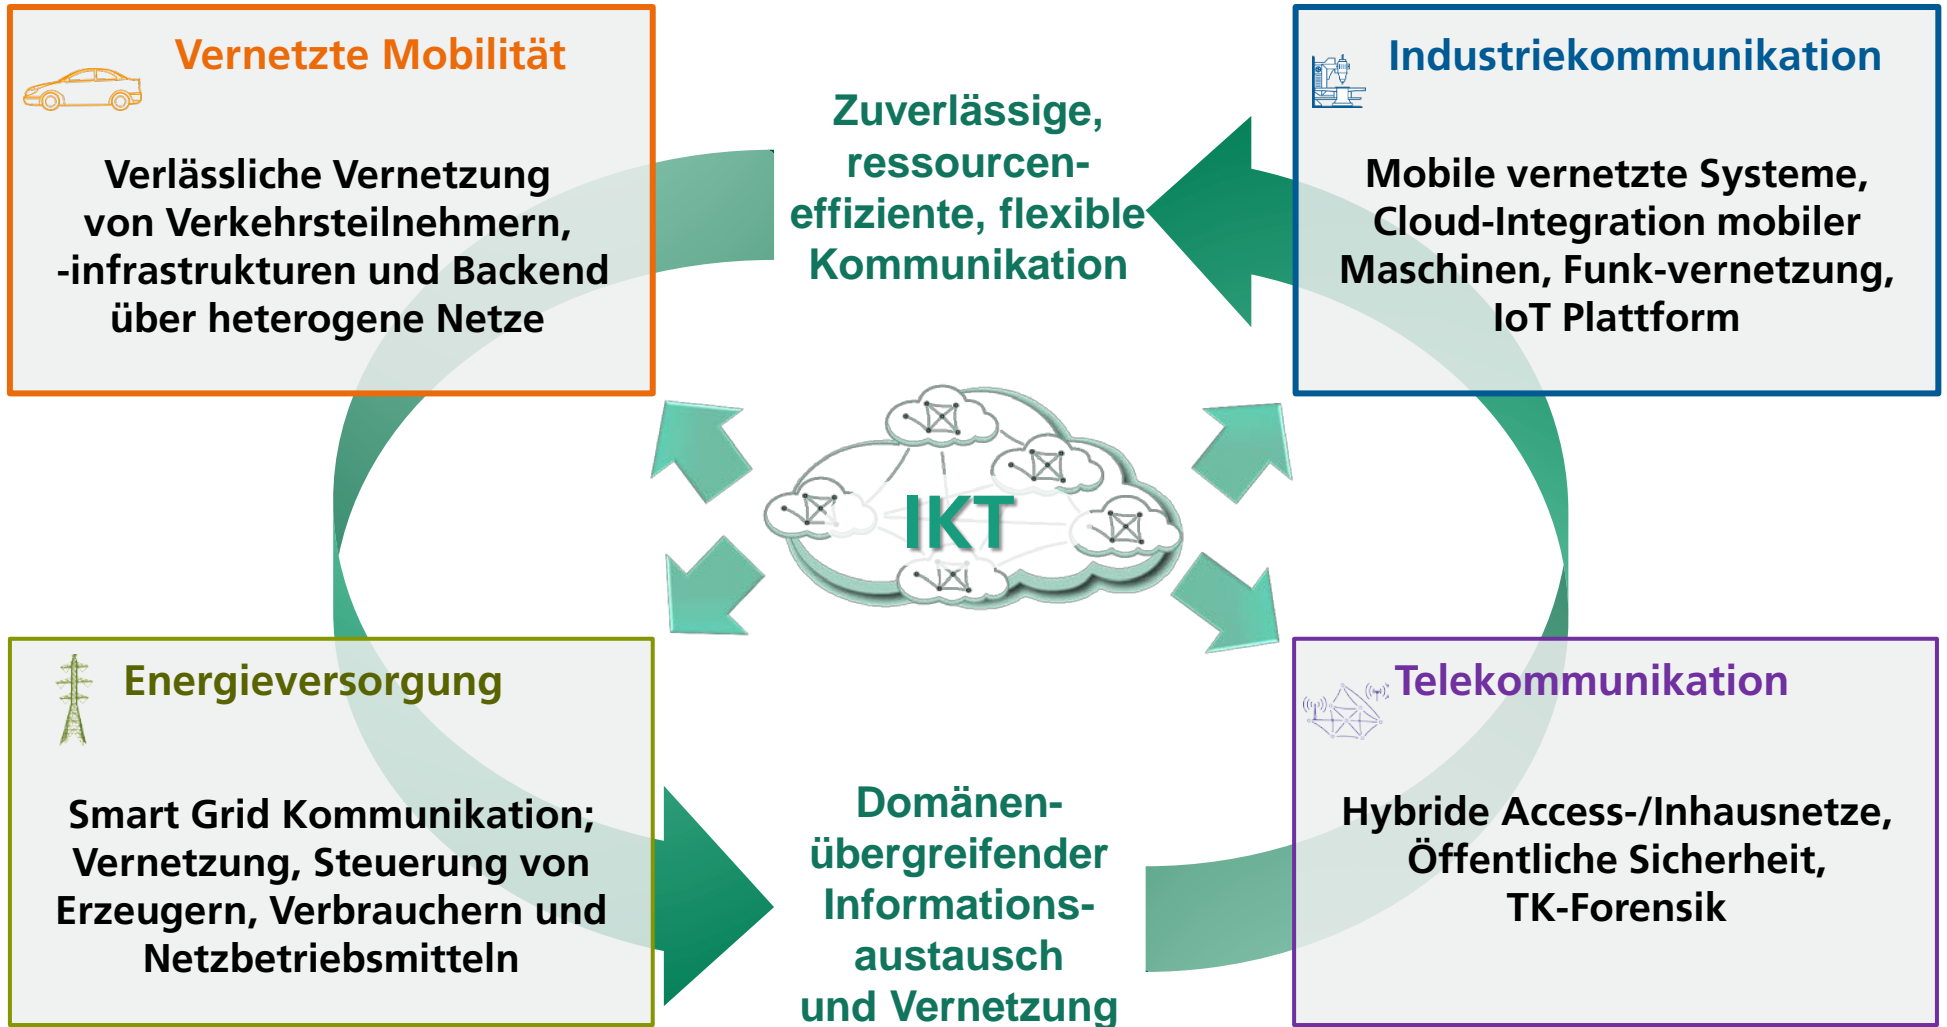 Vernetzte Mobilität
Verlässliche Vernetzung
von Verkehrsteilnehmern,
-infrastrukturen und Backend
über heterogene Netze
Zuverlässige,
ressourcen-
effiziente, flexible
Kommunikation
Industriekommunikation
Mobile vernetzte Systeme,
Cloud-Integration mobiler
Maschinen, Funk-vernetzung,
IoT Plattform
IKT
Energieversorgung
Smart Grid Kommunikation;
Vernetzung, Steuerung von
Erzeugern, Verbrauchern und
Netzbetriebsmitteln
Domänen-
übergreifender
Informations-
austausch
und Vernetzung
Telekommunikation
Hybride Access-/Inhausnetze,
Öffentliche Sicherheit,
TK-Forensik